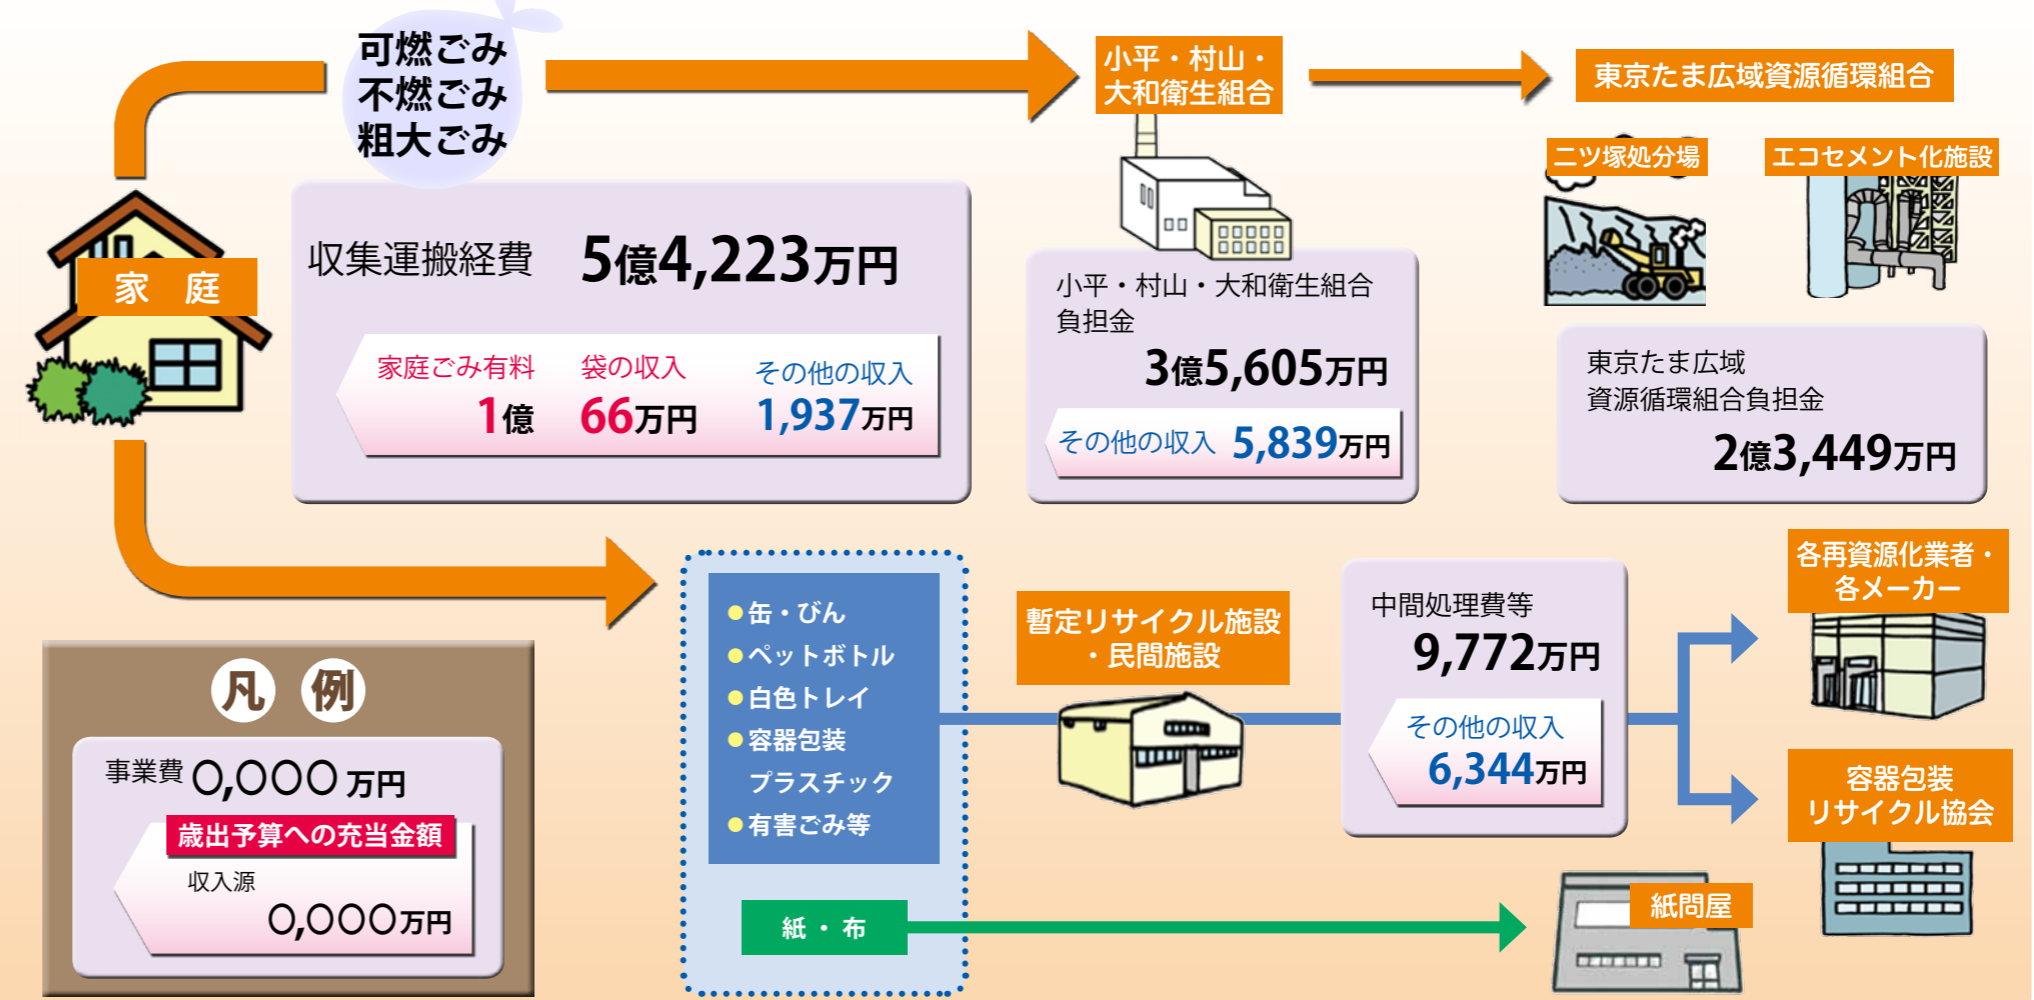 可燃ごみ
不燃ごみ
粗大ごみ
小平・村山・
大和衛生組合
東京たま広域資源循環組合
二ツ塚処分場
エコセメント化施設
家 庭
収集運搬経費 5億4,223万円
家庭ごみ有料 袋の収入 その他の収入
1億 66万円 1,937万円
小平・村山・大和衛生組合
負担金
3億5,605万円
その他の収入 5,839万円
東京たま広域
資源循環組合負担金
2億3,449万円
●缶・びん
●ペットボトル
●白色トレイ
●容器包装
プラスチック
●有害ごみ等
紙・布
暫定リサイクル施設
・民間施設
中間処理費等
9,772万円
その他の収入
6,344万円
各再資源化業者・
各メーカー
容器包装
リサイクル協会
紙問屋
凡 例
事業費 〇,〇〇〇万円
歳出予算への充当金額
収入源
〇,〇〇〇万円